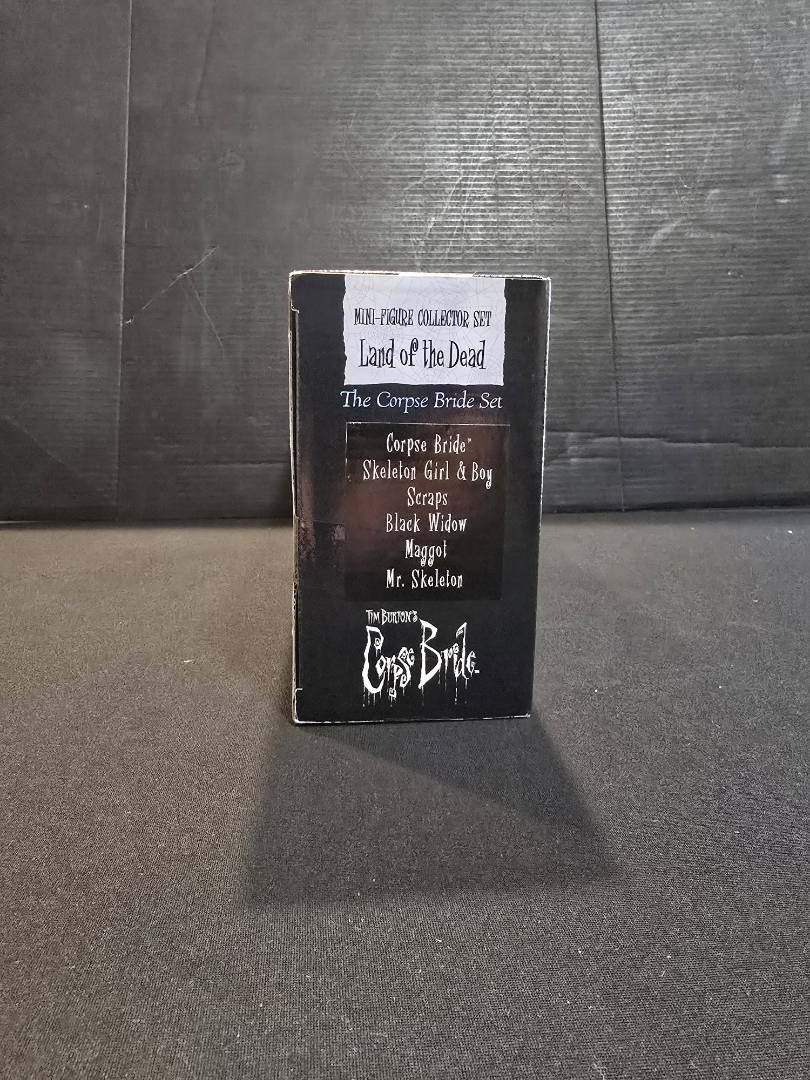 MINI-FIGURE COLLECTOR SET
Land of the Dead
The Corpse Bride Set
Corpse Bride™
Skeleton Girl & Boy
Scraps
Black Widow
Maggot
Mr. Skeleton
TIM BURTON'S
Corpse Bride™